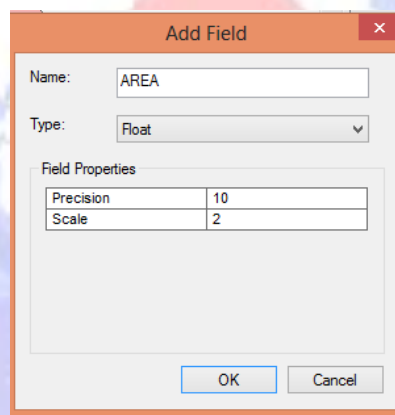 Add Field
Name: AREA
Type: Float
Field Properties
Precision 10
Scale 2
OK Cancel